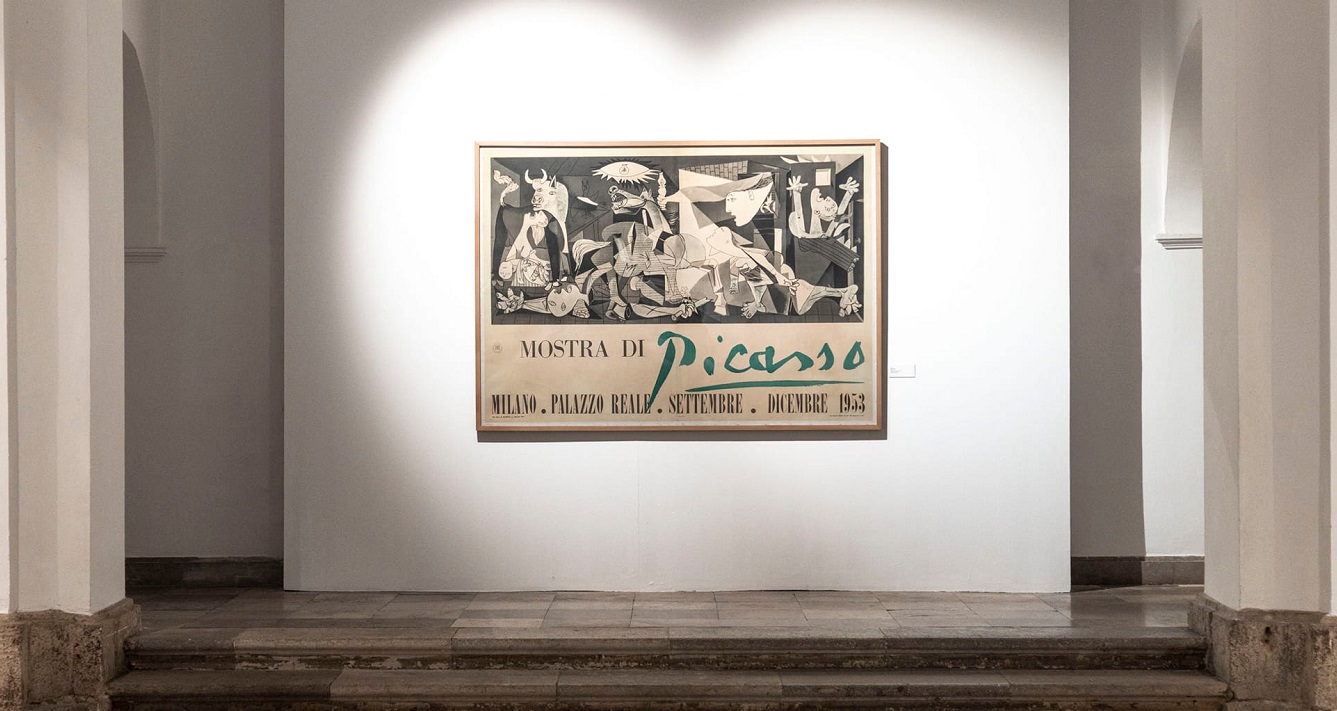 MOSTRA DI Picasso
MILANO . PALAZZO REALE . SETTEMBRE . DICEMBRE 1953